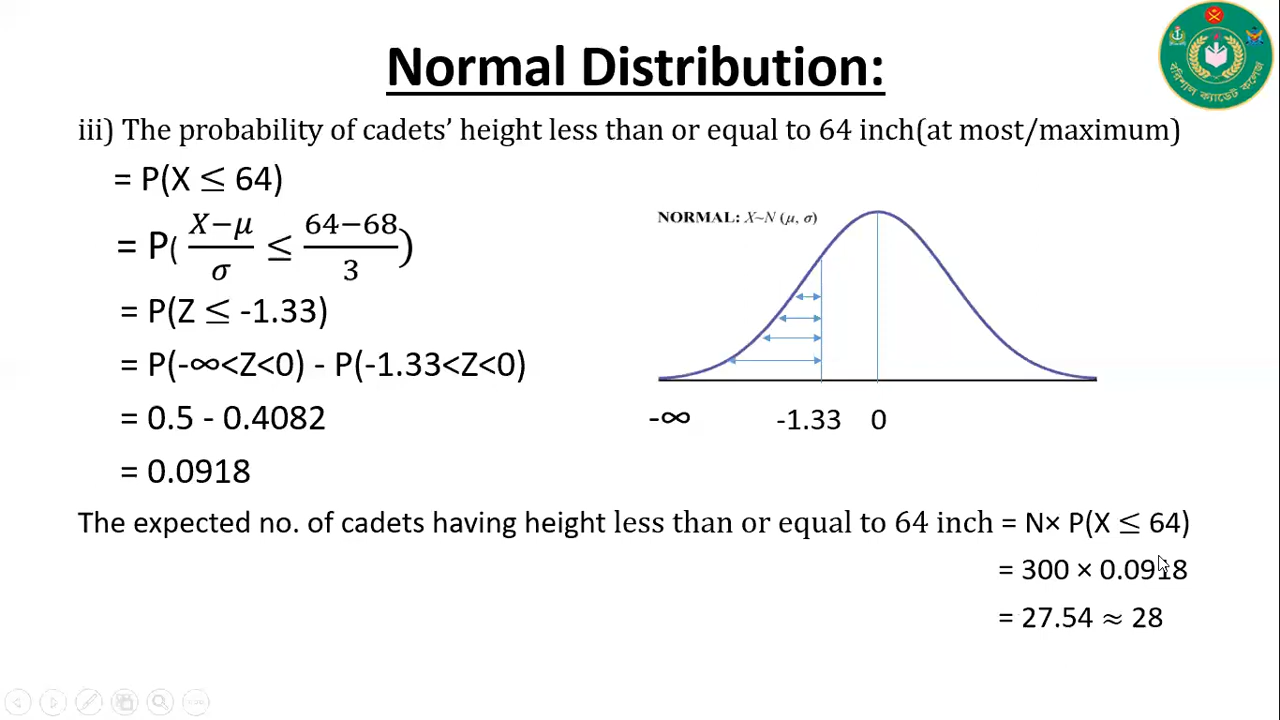 Normal Distribution:
বরিশাল ক্যাডেট কলেজ
iii) The probability of cadets’ height less than or equal to 64 inch(at most/maximum)
= P(X ≤ 64)
= P( (X−μ)/σ ≤ (64−68)/3 )
= P(Z ≤ -1.33)
= P(-∞<Z<0) - P(-1.33<Z<0)
= 0.5 - 0.4082
= 0.0918
NORMAL: X~N (μ, σ)
-∞ -1.33 0
The expected no. of cadets having height less than or equal to 64 inch = N× P(X ≤ 64)
= 300 × 0.0918
= 27.54 ≈ 28